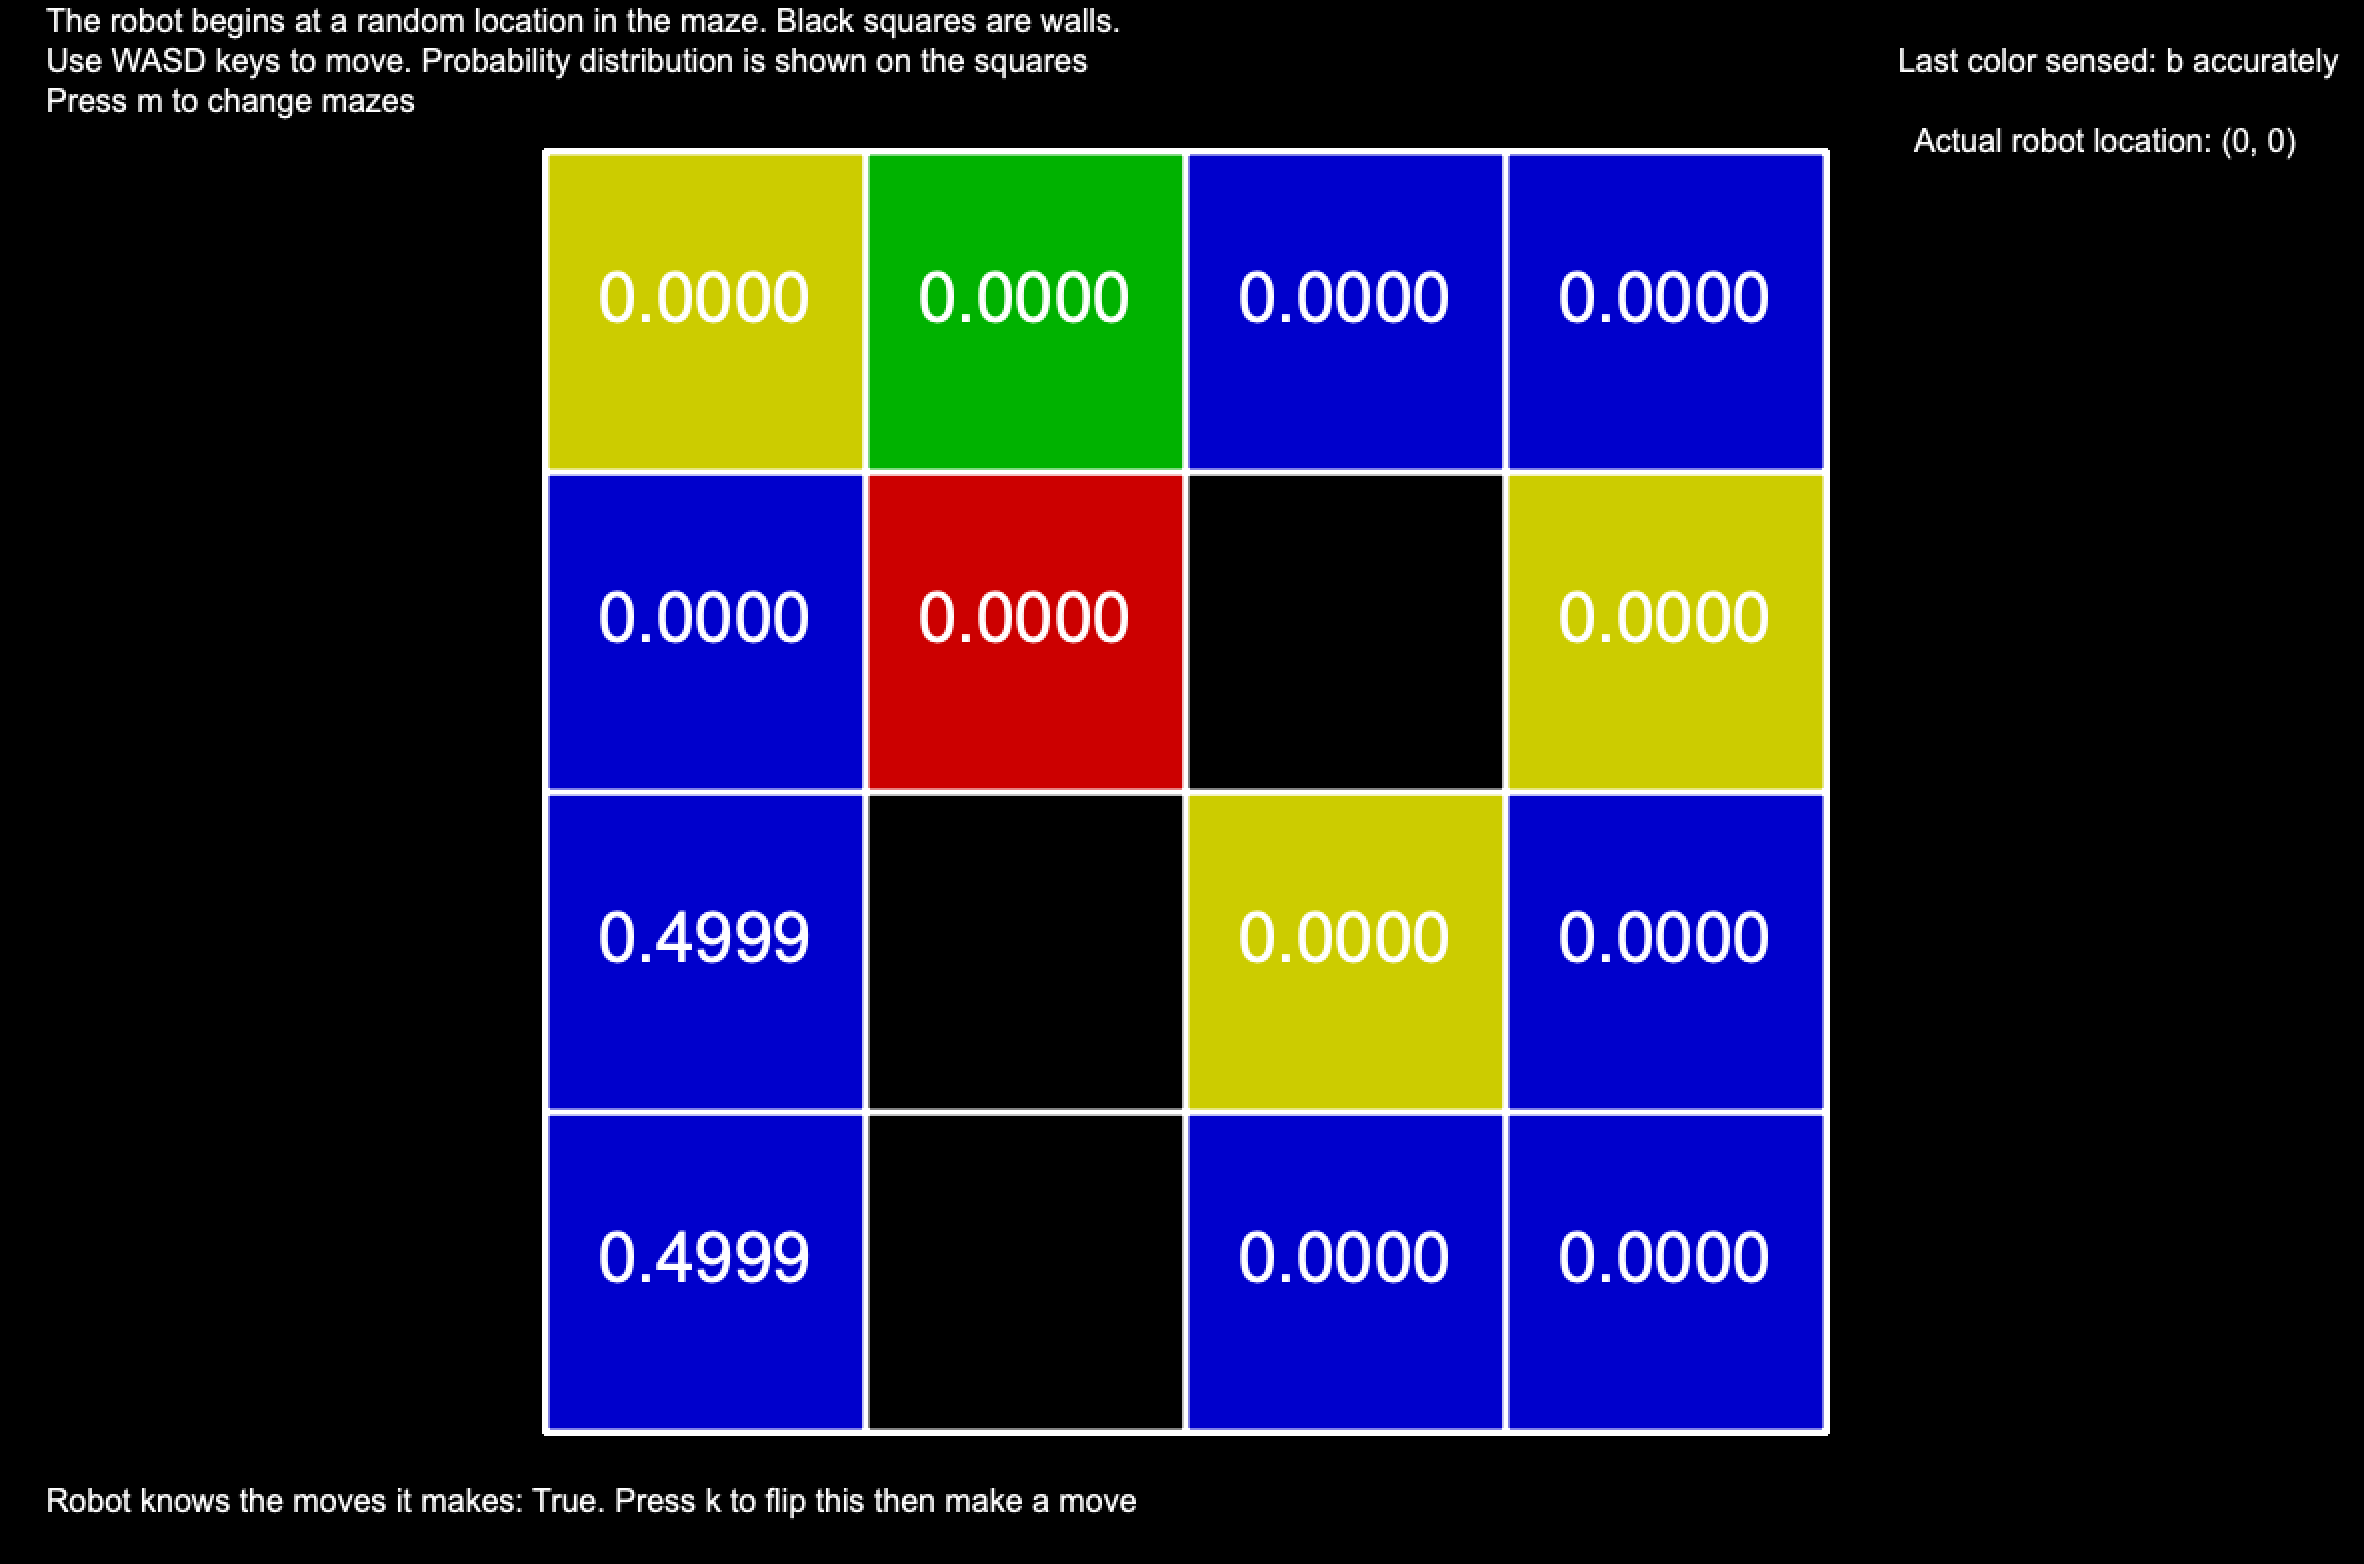 The robot begins at a random location in the maze. Black squares are walls.
Use WASD keys to move. Probability distribution is shown on the squares
Press m to change mazes
Last color sensed: b accurately
Actual robot location: (0, 0)
0.0000 0.0000 0.0000 0.0000
0.0000 0.0000 0.0000
0.4999 0.0000 0.0000
0.4999 0.0000 0.0000
Robot knows the moves it makes: True. Press k to flip this then make a move